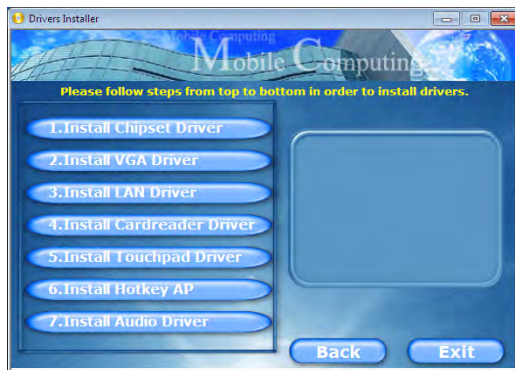 Drivers Installer
Mobile Computing
Mobile Computing
Please follow steps from top to bottom in order to install drivers.
1.Install Chipset Driver
2.Install VGA Driver
3.Install LAN Driver
4.Install Cardreader Driver
5.Install Touchpad Driver
6.Install Hotkey AP
7.Install Audio Driver
Back
Exit